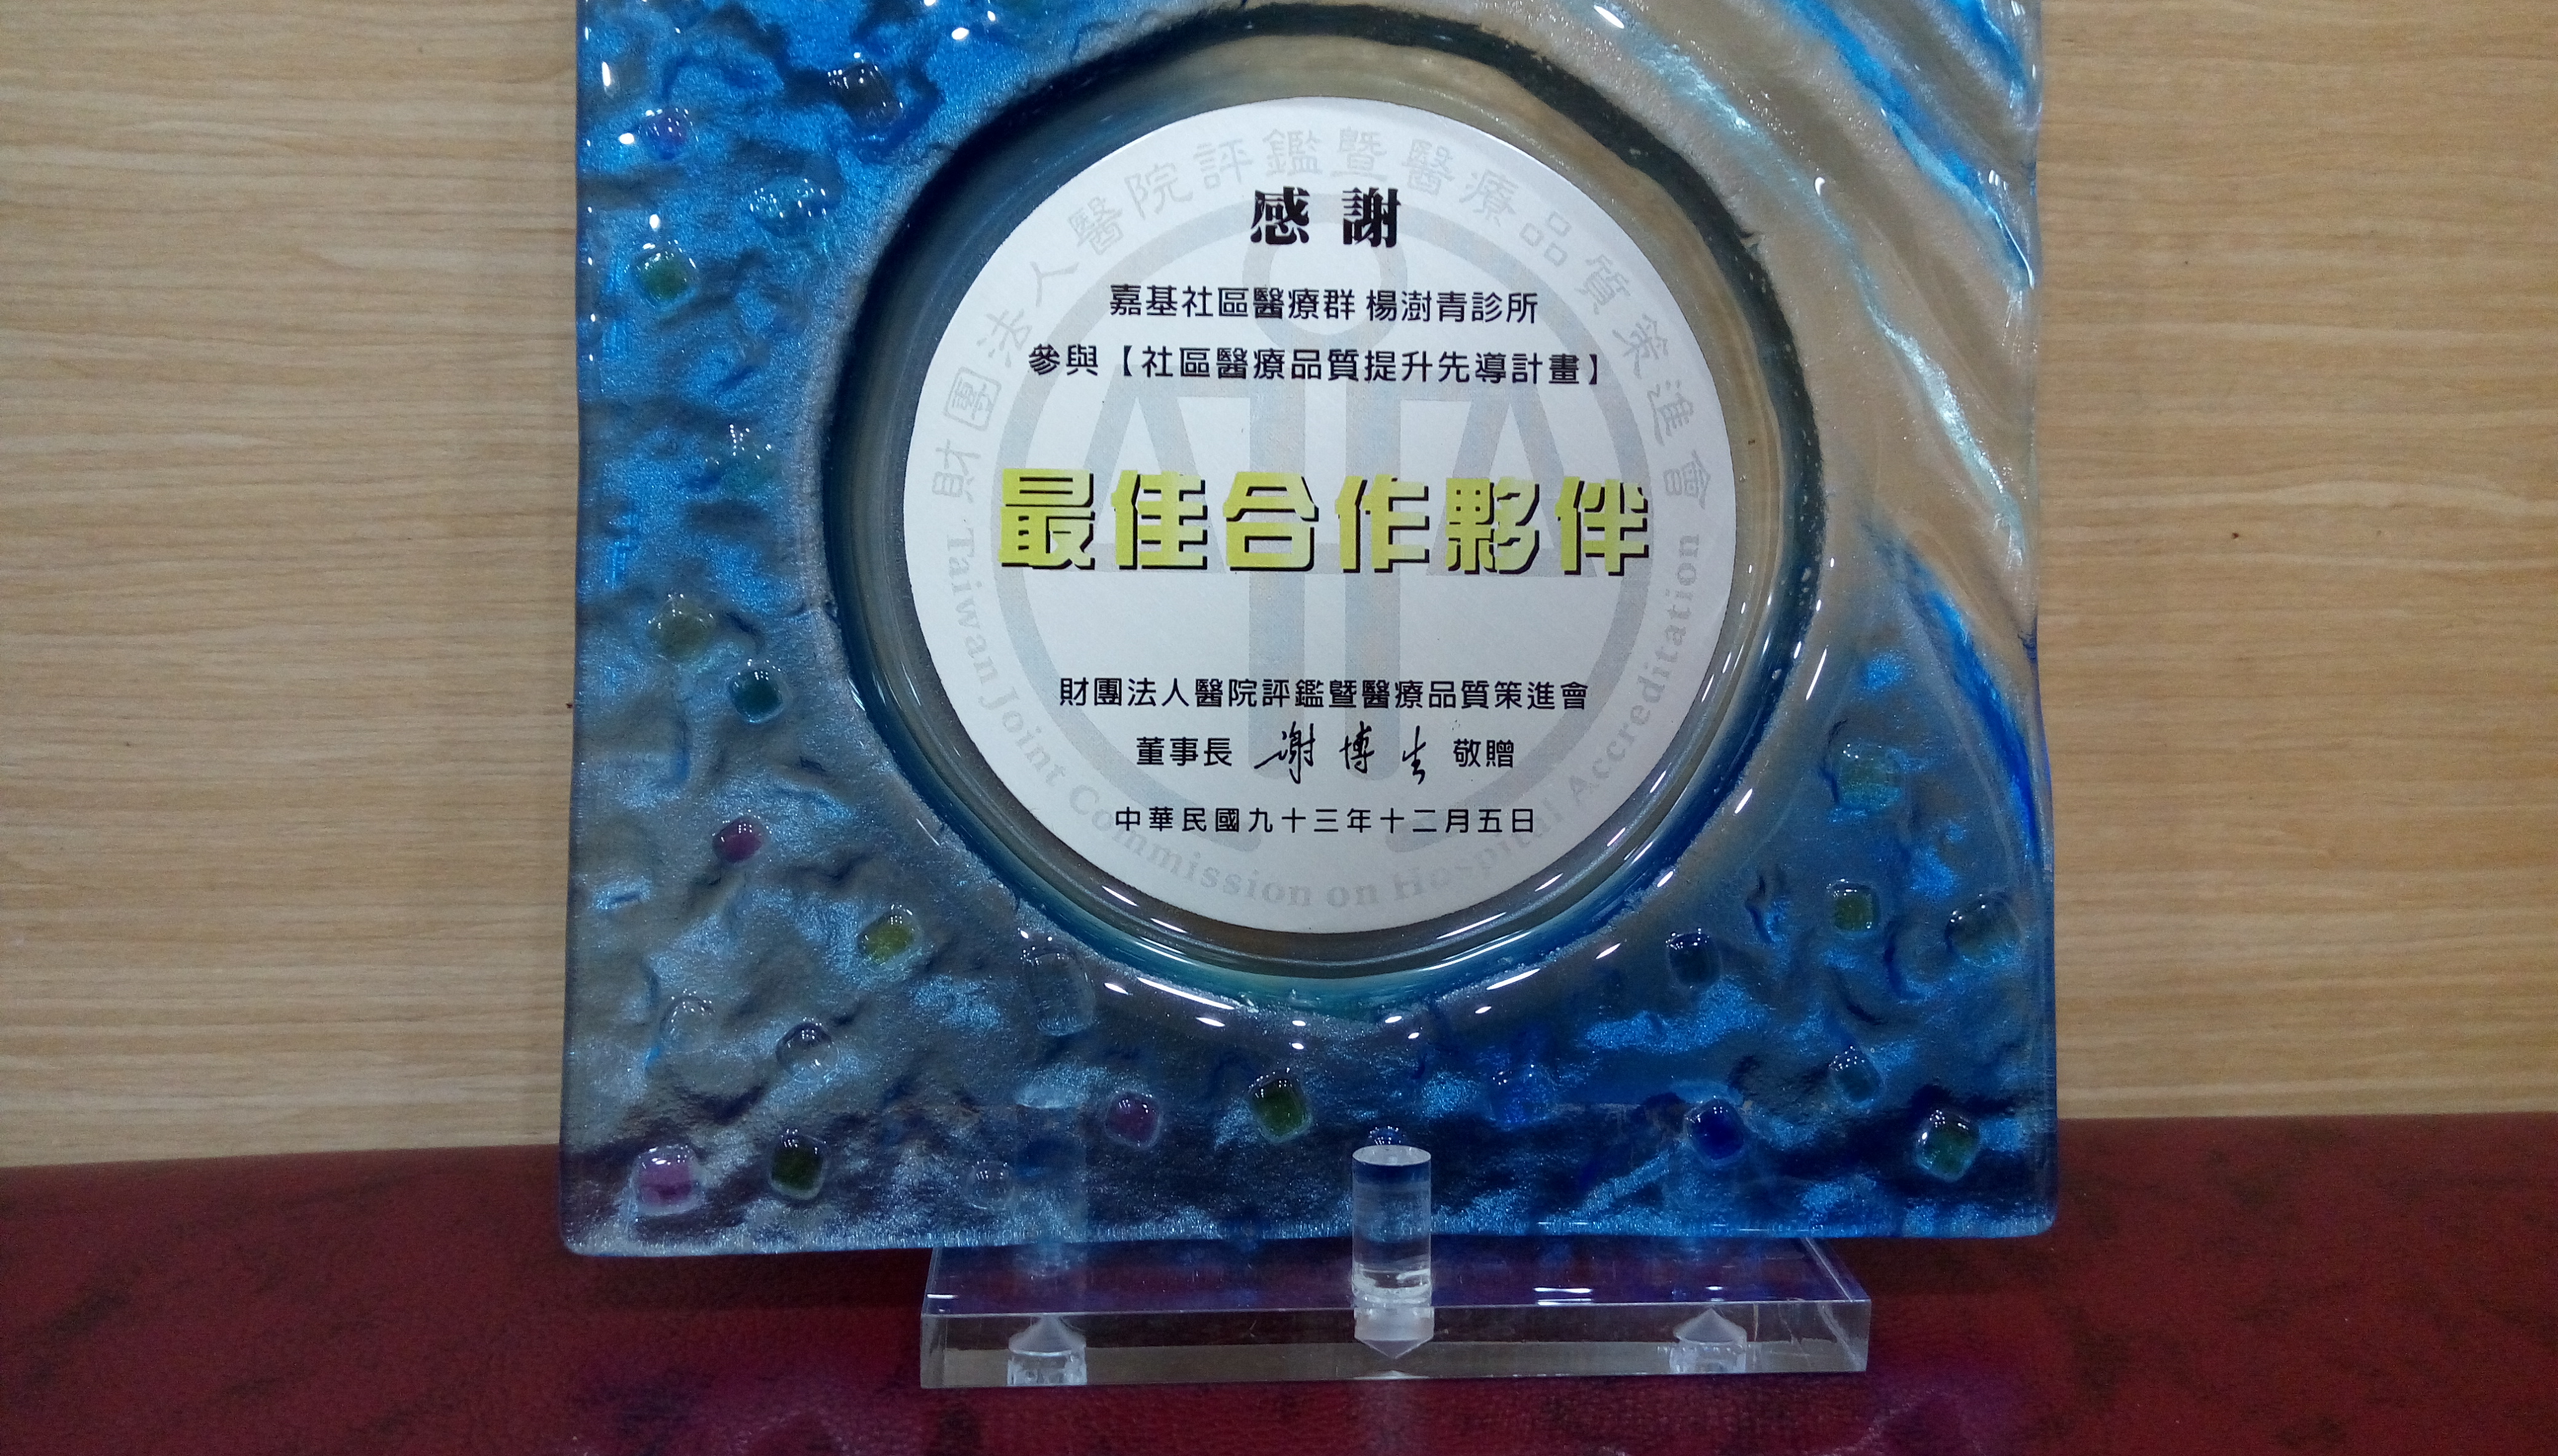 財團法人醫院評鑑暨醫療品質策進會
感謝
嘉基社區醫療群 楊澍青診所
參與【社區醫療品質提升先導計畫】
最佳合作夥伴
財團法人醫院評鑑暨醫療品質策進會
董事長 謝博生 敬贈
中華民國九十三年十二月五日
Taiwan Joint Commission on Hospital Accreditation